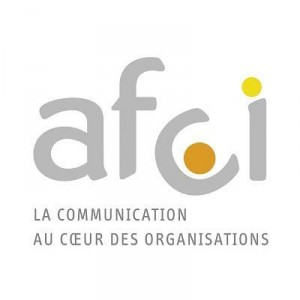 afci
LA COMMUNICATION
AU CŒUR DES ORGANISATIONS